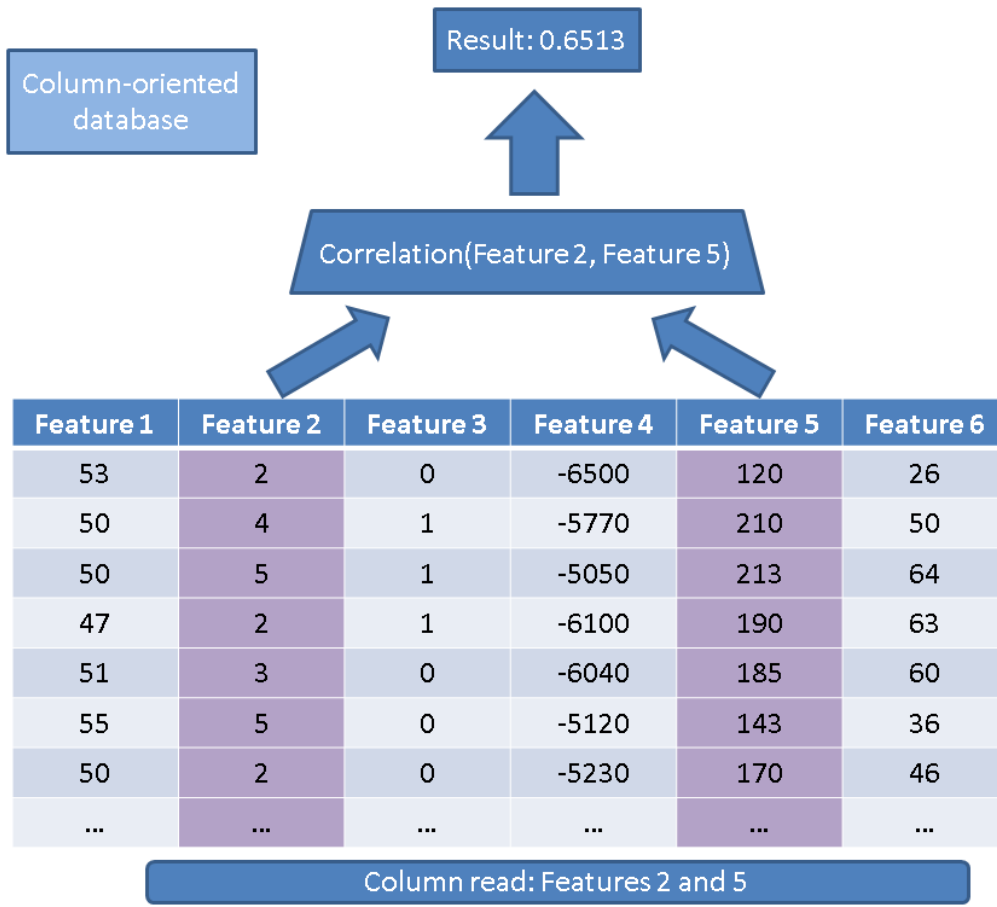 Result: 0.6513
Column-oriented
database
Correlation(Feature 2, Feature 5)
Feature 1 Feature 2 Feature 3 Feature 4 Feature 5 Feature 6
53 2 0 -6500 120 26
50 4 1 -5770 210 50
50 5 1 -5050 213 64
47 2 1 -6100 190 63
51 3 0 -6040 185 60
55 5 0 -5120 143 36
50 2 0 -5230 170 46
... ... ... ... ... ...
Column read: Features 2 and 5